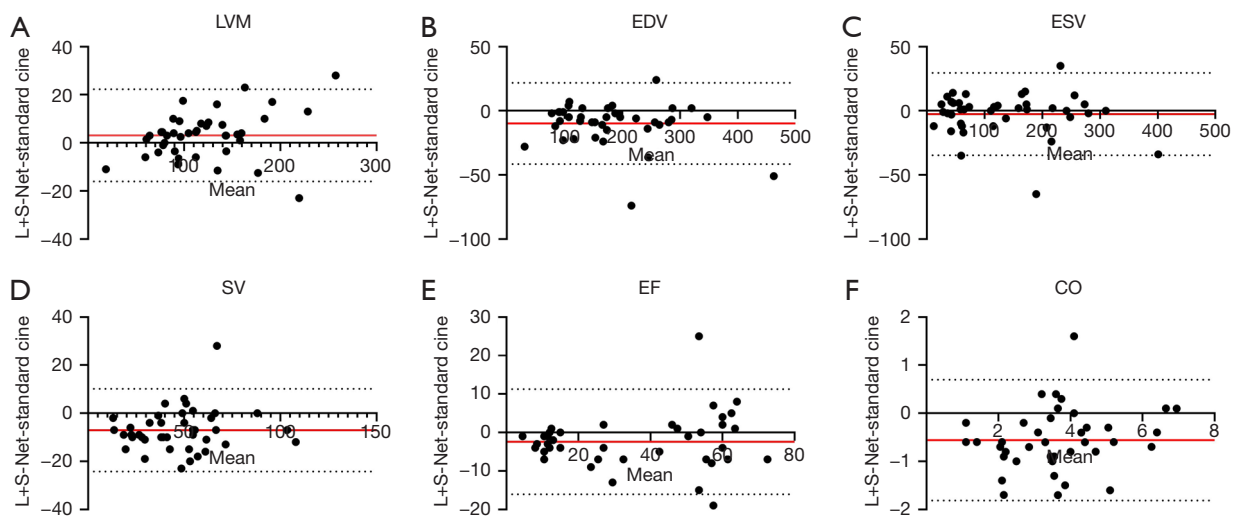 A
LVM
L+S-Net-standard cine
40
20
0
−20
−40
100
200
300
Mean
B
EDV
L+S-Net-standard cine
50
0
−50
−100
100
200
300
400
500
Mean
C
ESV
L+S-Net-standard cine
50
0
−50
−100
100
200
300
400
500
Mean
D
SV
L+S-Net-standard cine
40
20
0
−20
−40
50
100
150
Mean
E
EF
L+S-Net-standard cine
30
20
10
0
−10
−20
20
40
60
80
Mean
F
CO
L+S-Net-standard cine
2
1
0
−1
−2
2
4
6
8
Mean